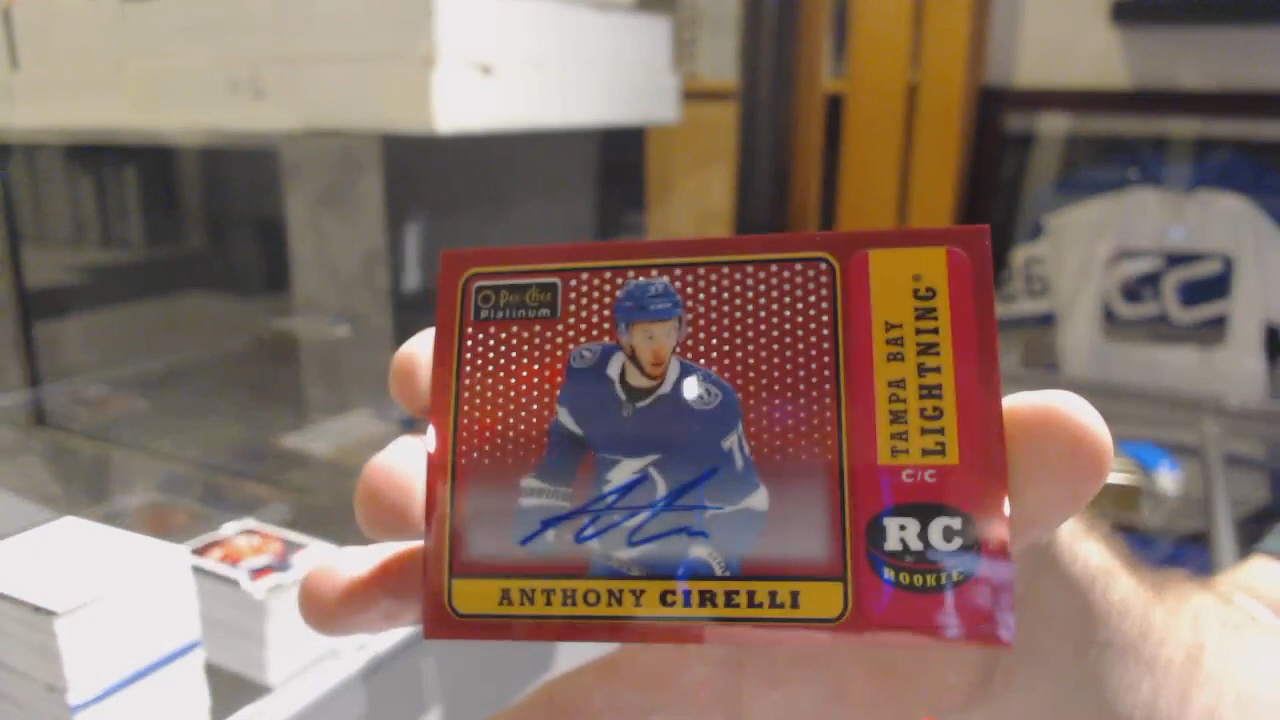 O Pee-Chee
Platinum
TAMPA BAY
LIGHTNING®
C/C
RC
ROOKIE
ANTHONY CIRELLI